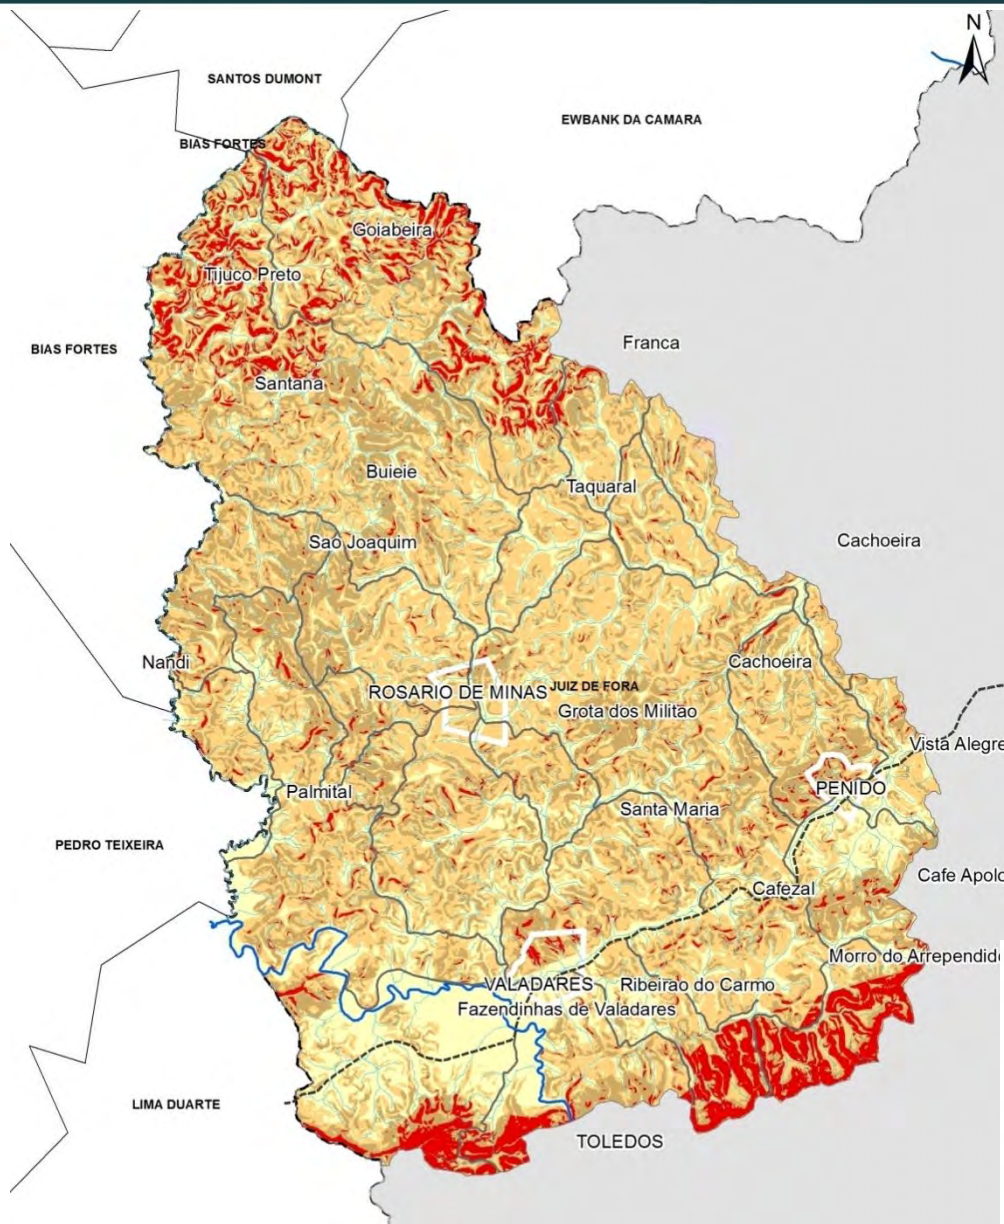 N
SANTOS DUMONT
EWBANK DA CAMARA
BIAS FORTES
Goiabeira
Tijuco Preto
Franca
BIAS FORTES
Santana
Buieie
Taquaral
Cachoeira
Sao Joaquim
Nandi
Cachoeira
JUIZ DE FORA
ROSARIO DE MINAS
Grota dos Militao
Vista Alegre
PENIDO
Palmital
Santa Maria
PEDRO TEIXEIRA
Cafe Apolo
Cafezal
Morro do Arrependido
VALADARES
Ribeirao do Carmo
Fazendinhas de Valadares
LIMA DUARTE
TOLEDOS